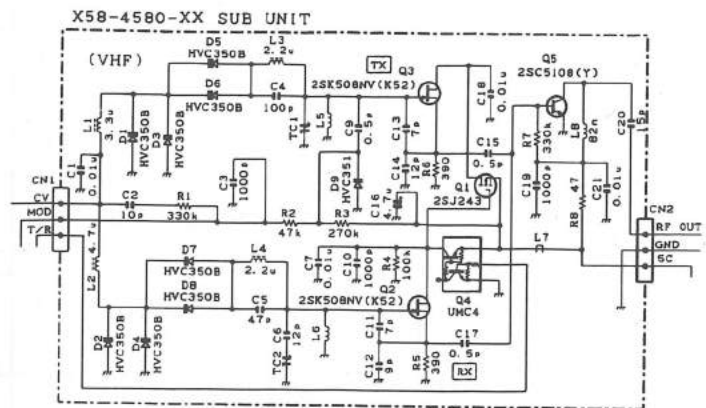 X58-4580-XX SUB UNIT
(VHF)
D5
HVC350B
L3
2.2u
TX
Q3
2SK508NV(K52)
Q5
2SC5108(Y)
D6
HVC350B
C4
100p
L1
3.3u
D1
HVC350B
D3
HVC350B
TC1
L5
C9
0.5p
C13
7p
C18
0.01u
R7
330k
L8
82n
C20
15p
C1
0.01u
C3
1000p
D9
HVC351
C14
12p
R6
390
C15
0.5p
Q1
2SJ243
C16
4.7u
C19
1000p
R8
47
C21
0.01u
CN1
CV
MOD
T/R
C2
10p
R1
330k
R2
47k
R3
270k
CN2
RF OUT
GND
5C
L2
4.7u
D7
HVC350B
L4
2.2u
C7
0.01u
C10
1000p
R4
100k
L7
D8
HVC350B
C5
47p
Q2
2SK508NV(K52)
Q4
UMC4
D2
HVC350B
D4
HVC350B
C6
12p
TC2
L6
C11
7p
C17
0.5p
C12
9p
R5
390
RX